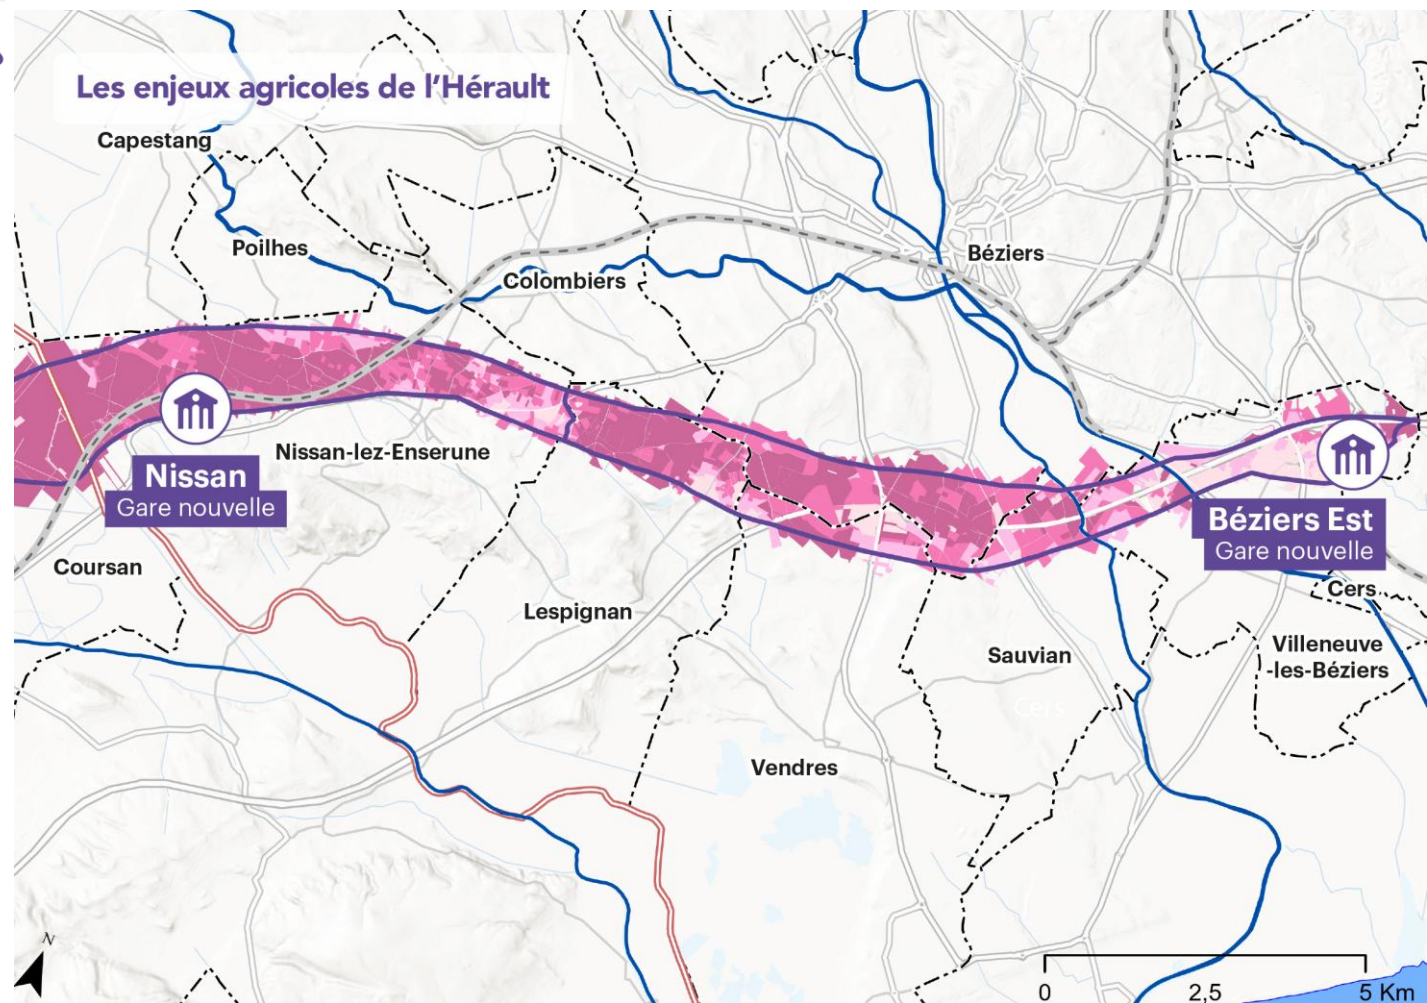 Les enjeux agricoles de l'Hérault
Capestang
Poilhes
Colombiers
Béziers
Nissan-lez-Enserune
Nissan
Gare nouvelle
Béziers Est
Gare nouvelle
Coursan
Cers
Lespignan
Villeneuve
-les-Béziers
Sauvian
Cers
Vendres
N
0 2,5 5 Km